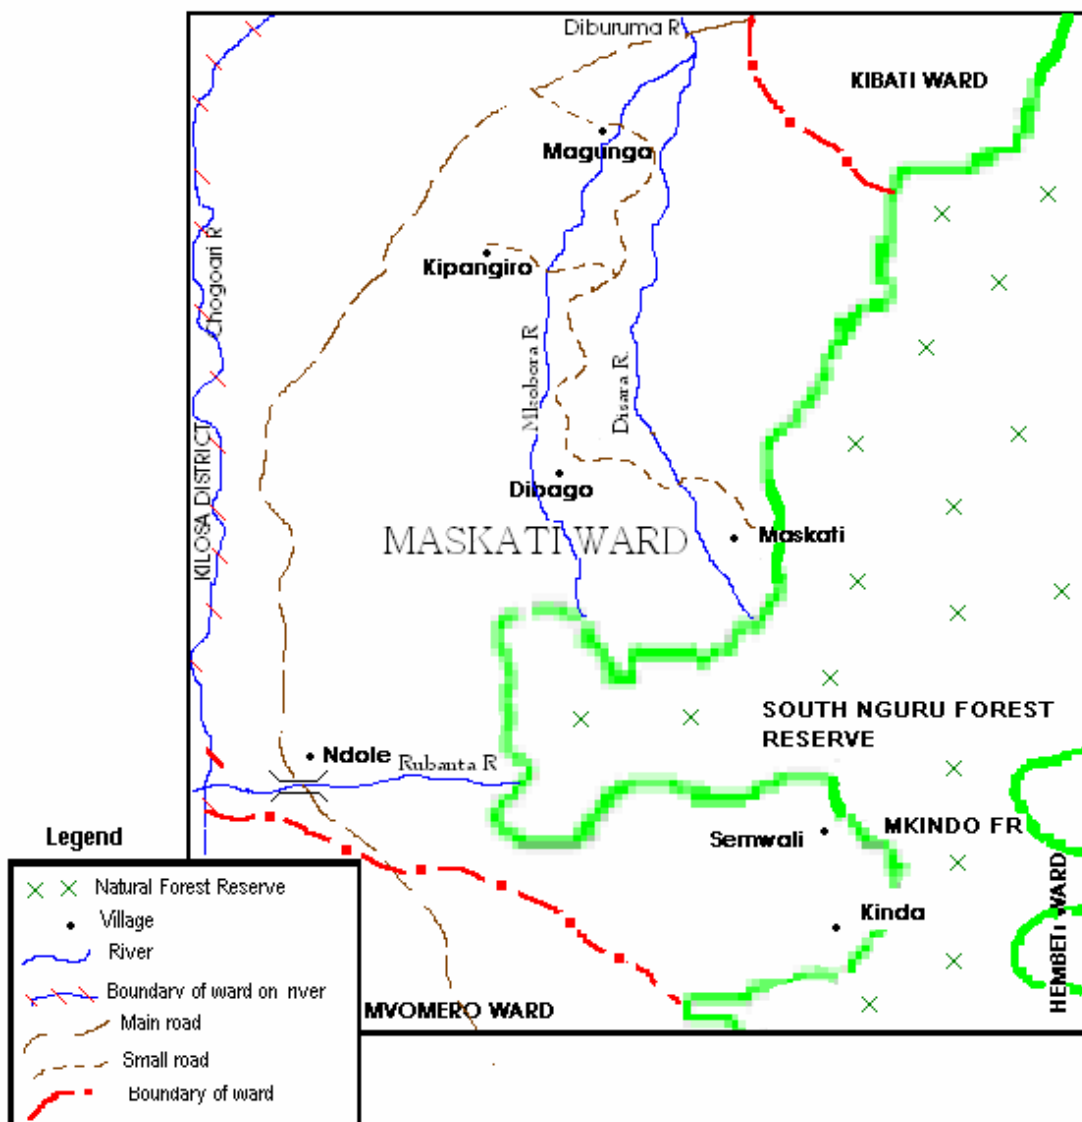 Diburuma R
KIBATI WARD
Magunga
Kipangiro
Chogoari R
Mkobora R
Disara R.
KILOSA DISTRICT
Dibago
MASKATI WARD
Maskati
SOUTH NGURU FOREST
RESERVE
Ndole
Rubanta R
Semwali
MKINDO FR
Kinda
HEMBETI WARD
MVOMERO WARD
Legend
Natural Forest Reserve
Village
River
Boundary of ward on river
Main road
Small road
Boundary of ward